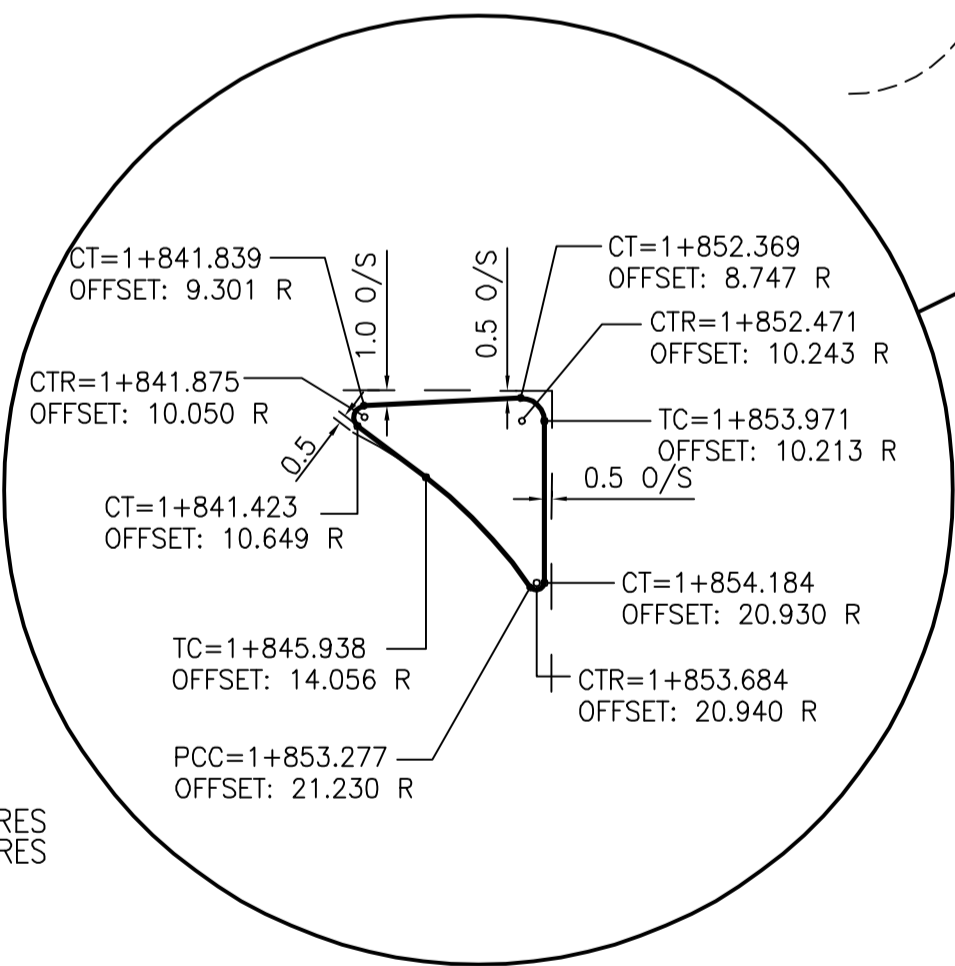 CT=1+841.839
OFFSET: 9.301 R
1.0 O/S
0.5 O/S
CT=1+852.369
OFFSET: 8.747 R
CTR=1+852.471
OFFSET: 10.243 R
CTR=1+841.875
OFFSET: 10.050 R
TC=1+853.971
OFFSET: 10.213 R
0.5
0.5 O/S
CT=1+841.423
OFFSET: 10.649 R
CT=1+854.184
OFFSET: 20.930 R
TC=1+845.938
OFFSET: 14.056 R
CTR=1+853.684
OFFSET: 20.940 R
PCC=1+853.277
OFFSET: 21.230 R
RES
RES